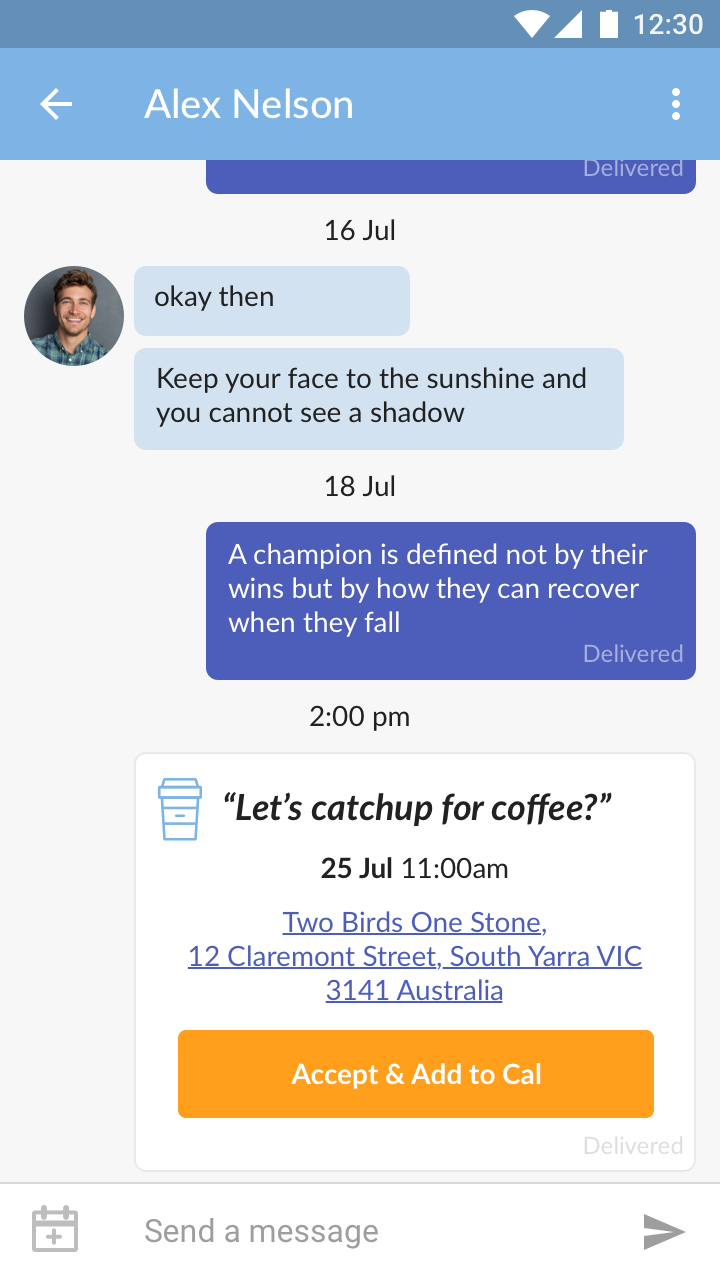 12:30
Alex Nelson
Delivered
16 Jul
okay then
Keep your face to the sunshine and
you cannot see a shadow
18 Jul
A champion is defined not by their
wins but by how they can recover
when they fall
Delivered
2:00 pm
“Let’s catchup for coffee?”
25 Jul 11:00am
Two Birds One Stone,
12 Claremont Street, South Yarra VIC
3141 Australia
Accept & Add to Cal
Delivered
Send a message